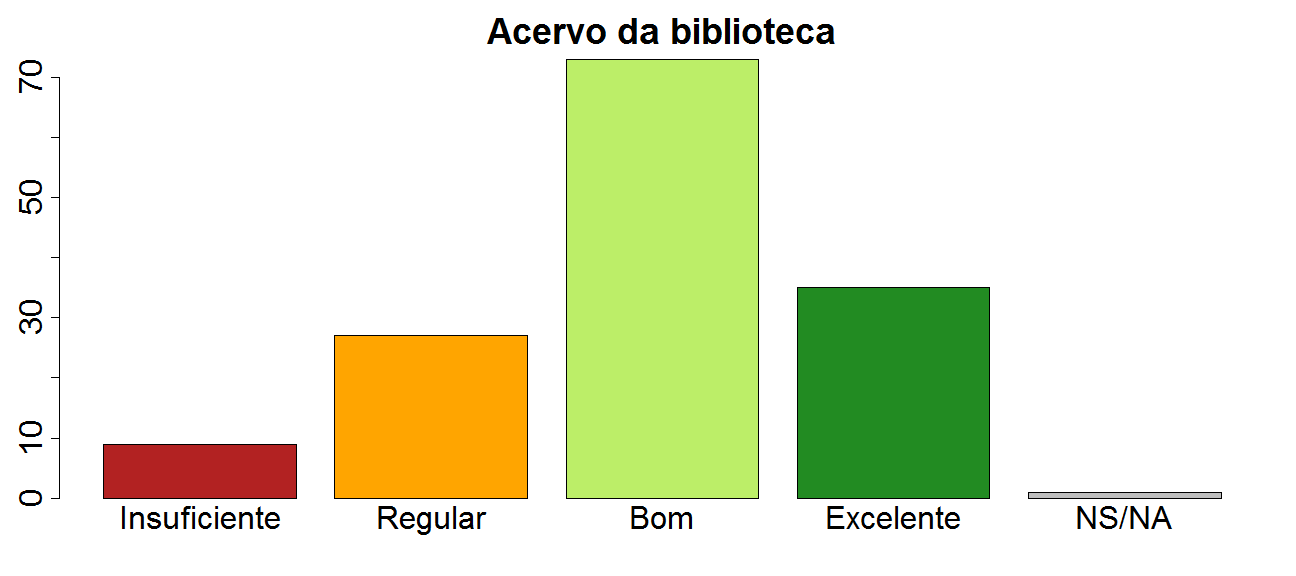 Acervo da biblioteca
70
50
30
10
0
Insuficiente
Regular
Bom
Excelente
NS/NA